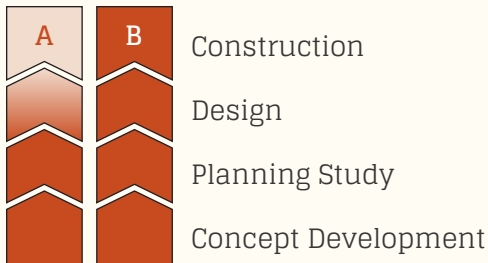 A B
Construction
Design
Planning Study
Concept Development